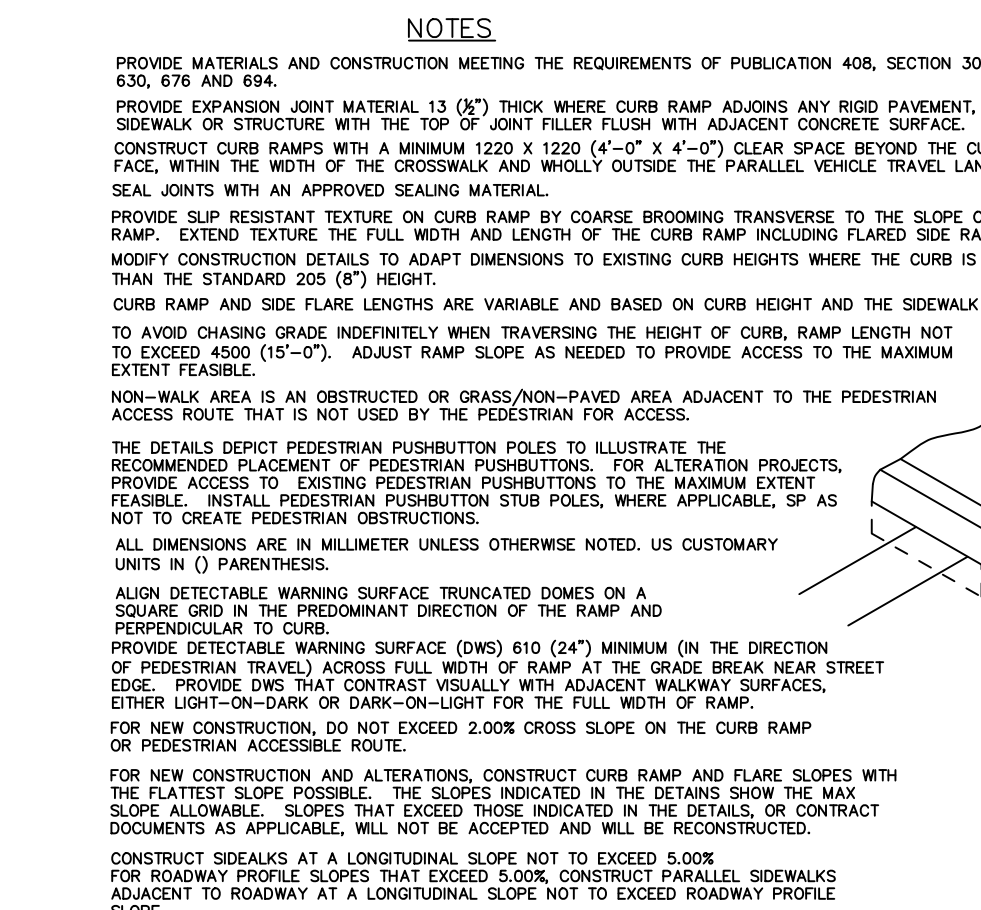 NOTES
PROVIDE MATERIALS AND CONSTRUCTION MEETING THE REQUIREMENTS OF PUBLICATION 408, SECTION 30
630, 676 AND 694.
PROVIDE EXPANSION JOINT MATERIAL 13 (½") THICK WHERE CURB RAMP ADJOINS ANY RIGID PAVEMENT,
SIDEWALK OR STRUCTURE WITH THE TOP OF JOINT FILLER FLUSH WITH ADJACENT CONCRETE SURFACE.
CONSTRUCT CURB RAMPS WITH A MINIMUM 1220 X 1220 (4'-0" X 4'-0") CLEAR SPACE BEYOND THE CU
FACE, WITHIN THE WIDTH OF THE CROSSWALK AND WHOLLY OUTSIDE THE PARALLEL VEHICLE TRAVEL LAN
SEAL JOINTS WITH AN APPROVED SEALING MATERIAL.
PROVIDE SLIP RESISTANT TEXTURE ON CURB RAMP BY COARSE BROOMING TRANSVERSE TO THE SLOPE O
RAMP. EXTEND TEXTURE THE FULL WIDTH AND LENGTH OF THE CURB RAMP INCLUDING FLARED SIDE RA
MODIFY CONSTRUCTION DETAILS TO ADAPT DIMENSIONS TO EXISTING CURB HEIGHTS WHERE THE CURB IS
THAN THE STANDARD 205 (8") HEIGHT.
CURB RAMP AND SIDE FLARE LENGTHS ARE VARIABLE AND BASED ON CURB HEIGHT AND THE SIDEWALK
TO AVOID CHASING GRADE INDEFINITELY WHEN TRAVERSING THE HEIGHT OF CURB, RAMP LENGTH NOT
TO EXCEED 4500 (15'-0"). ADJUST RAMP SLOPE AS NEEDED TO PROVIDE ACCESS TO THE MAXIMUM
EXTENT FEASIBLE.
NON-WALK AREA IS AN OBSTRUCTED OR GRASS/NON-PAVED AREA ADJACENT TO THE PEDESTRIAN
ACCESS ROUTE THAT IS NOT USED BY THE PEDESTRIAN FOR ACCESS.
THE DETAILS DEPICT PEDESTRIAN PUSHBUTTON POLES TO ILLUSTRATE THE
RECOMMENDED PLACEMENT OF PEDESTRIAN PUSHBUTTONS. FOR ALTERATION PROJECTS,
PROVIDE ACCESS TO EXISTING PEDESTRIAN PUSHBUTTONS TO THE MAXIMUM EXTENT
FEASIBLE. INSTALL PEDESTRIAN PUSHBUTTON STUB POLES, WHERE APPLICABLE, SP AS
NOT TO CREATE PEDESTRIAN OBSTRUCTIONS.
ALL DIMENSIONS ARE IN MILLIMETER UNLESS OTHERWISE NOTED. US CUSTOMARY
UNITS IN () PARENTHESIS.
ALIGN DETECTABLE WARNING SURFACE TRUNCATED DOMES ON A
SQUARE GRID IN THE PREDOMINANT DIRECTION OF THE RAMP AND
PERPENDICULAR TO CURB.
PROVIDE DETECTABLE WARNING SURFACE (DWS) 610 (24") MINIMUM (IN THE DIRECTION
OF PEDESTRIAN TRAVEL) ACROSS FULL WIDTH OF RAMP AT THE GRADE BREAK NEAR STREET
EDGE. PROVIDE DWS THAT CONTRAST VISUALLY WITH ADJACENT WALKWAY SURFACES,
EITHER LIGHT-ON-DARK OR DARK-ON-LIGHT FOR THE FULL WIDTH OF RAMP.
FOR NEW CONSTRUCTION, DO NOT EXCEED 2.00% CROSS SLOPE ON THE CURB RAMP
OR PEDESTRIAN ACCESSIBLE ROUTE.
FOR NEW CONSTRUCTION AND ALTERATIONS, CONSTRUCT CURB RAMP AND FLARE SLOPES WITH
THE FLATTEST SLOPE POSSIBLE. THE SLOPES INDICATED IN THE DETAINS SHOW THE MAX
SLOPE ALLOWABLE. SLOPES THAT EXCEED THOSE INDICATED IN THE DETAILS, OR CONTRACT
DOCUMENTS AS APPLICABLE, WILL NOT BE ACCEPTED AND WILL BE RECONSTRUCTED.
CONSTRUCT SIDEALKS AT A LONGITUDINAL SLOPE NOT TO EXCEED 5.00%
FOR ROADWAY PROFILE SLOPES THAT EXCEED 5.00%, CONSTRUCT PARALLEL SIDEWALKS
ADJACENT TO ROADWAY AT A LONGITUDINAL SLOPE NOT TO EXCEED ROADWAY PROFILE
SLOPE